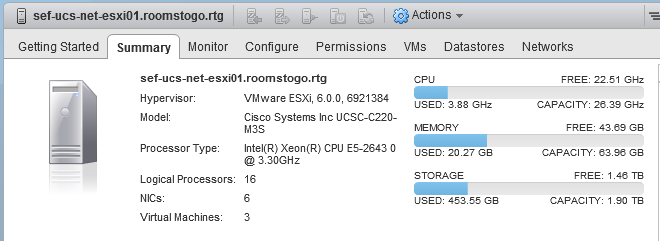 sef-ucs-net-esxi01.roomstogo.rtg Actions
Getting Started Summary Monitor Configure Permissions VMs Datastores Networks
sef-ucs-net-esxi01.roomstogo.rtg
Hypervisor: VMware ESXi, 6.0.0, 6921384
Model: Cisco Systems Inc UCSC-C220-
M3S
Processor Type: Intel(R) Xeon(R) CPU E5-2643 0
@ 3.30GHz
Logical Processors: 16
NICs: 6
Virtual Machines: 3
CPU FREE: 22.51 GHz
USED: 3.88 GHz CAPACITY: 26.39 GHz
MEMORY FREE: 43.69 GB
USED: 20.27 GB CAPACITY: 63.96 GB
STORAGE FREE: 1.46 TB
USED: 453.55 GB CAPACITY: 1.90 TB